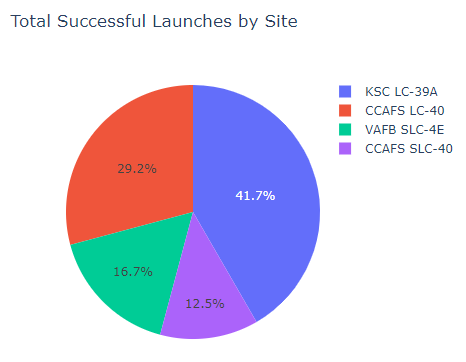 Total Successful Launches by Site
KSC LC-39A
CCAFS LC-40
VAFB SLC-4E
CCAFS SLC-40
29.2%
41.7%
16.7%
12.5%